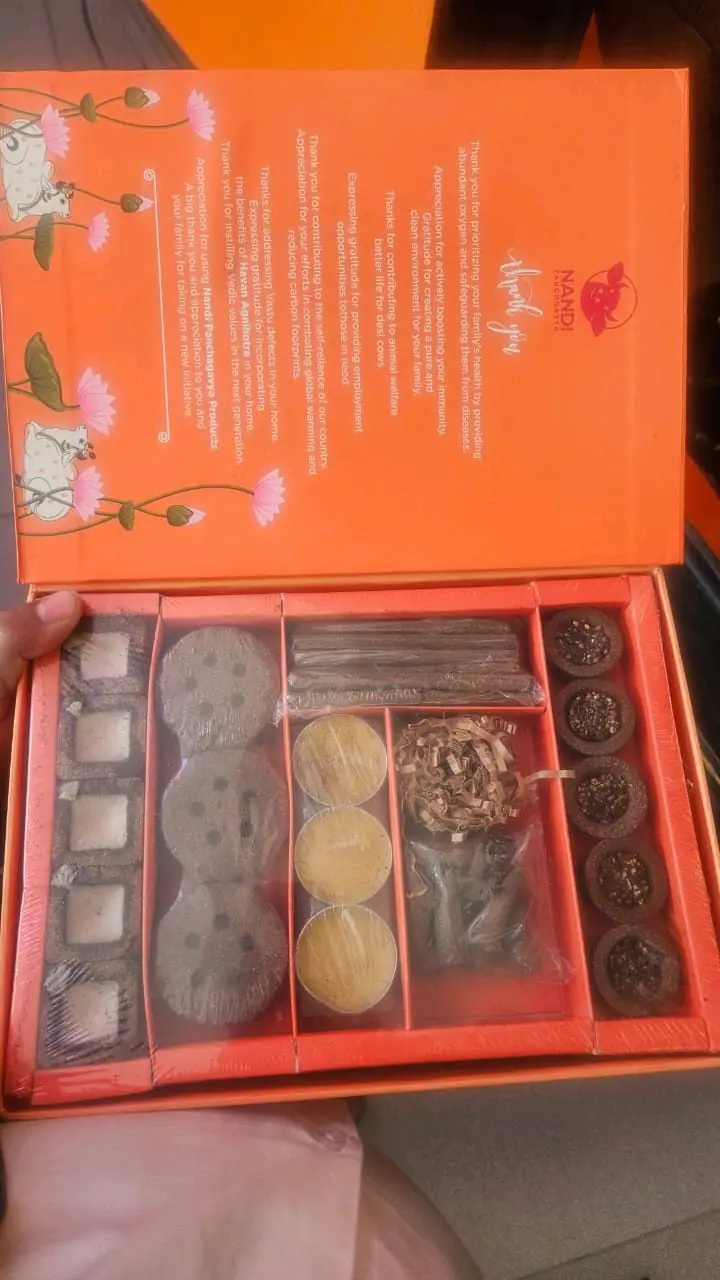 NANDI
PANCHGAVYA
thank you
Thank you for prioritizing your family's health by providing
abundant oxygen and safeguarding them from diseases.
Appreciation for actively boosting your immunity.
Gratitude for creating a pure and
clean environment for your family.
Thanks for contributing to animal welfare
better life for desi cows.
Expressing gratitude for providing employment
opportunities tothose in need.
Thank you for contributing to the self-reliance of our country.
Appreciation for your efforts in combating global warming and
reducing carbon footprints.
Thanks for addressing Vastu defects in your home.
Expressing gratitude for incorporating
the benefits of Havan Agnihotra in your home.
Thank you for instilling Vedic values in the next generation.
Appreciation for using Nandi Panchagavya Products
A big thank you and appreciation to you and
your family for taking on a new initiative.